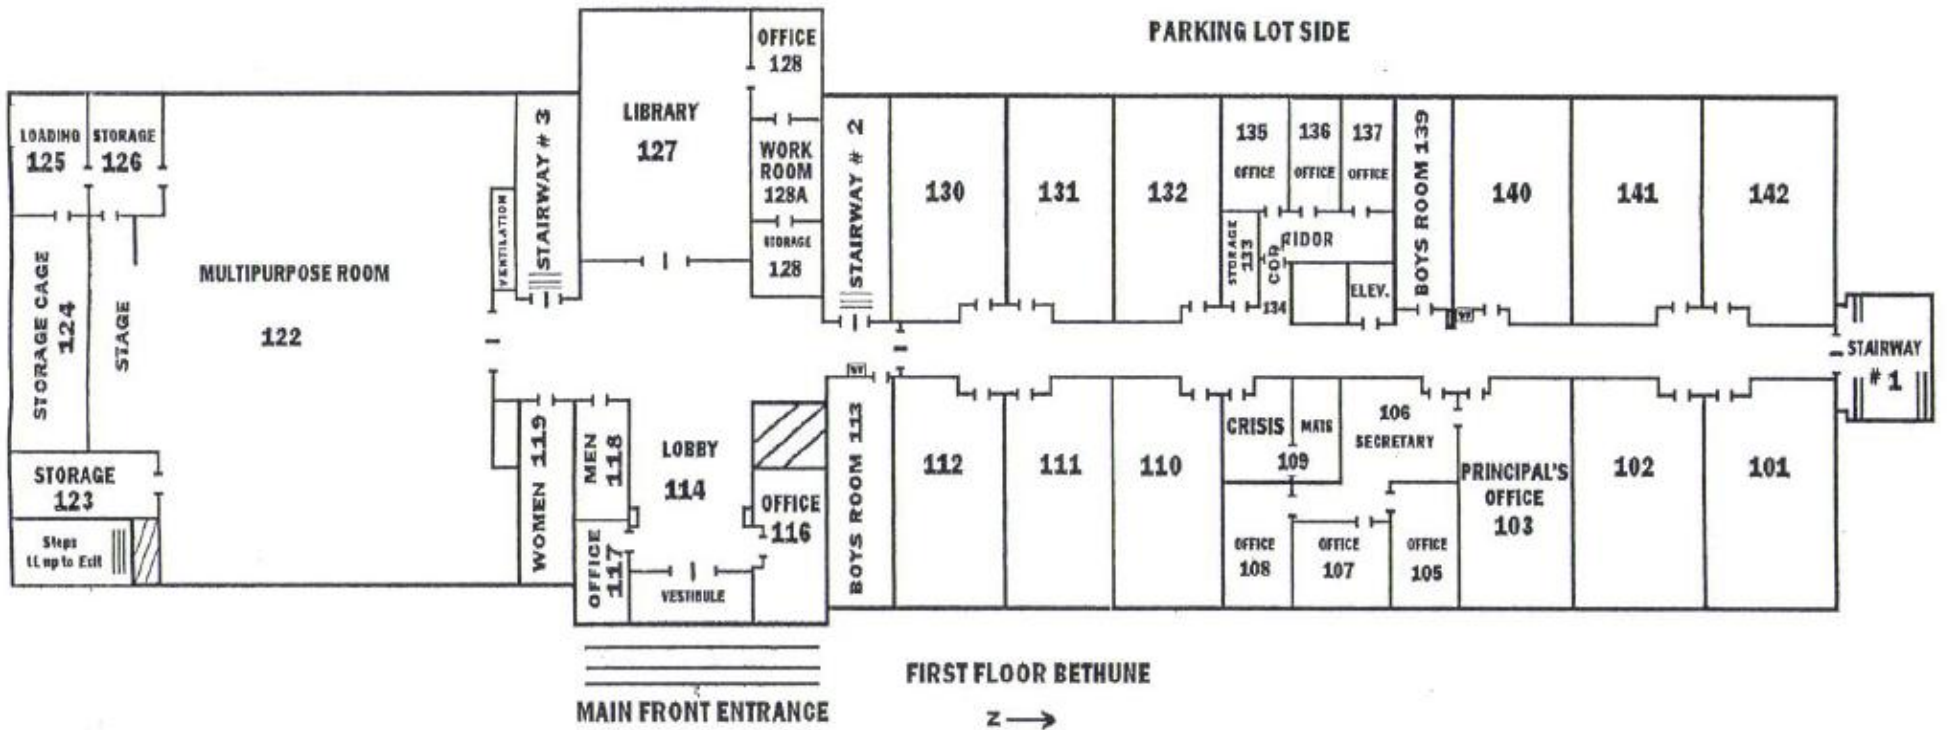 PARKING LOT SIDE
LOADING
125
STORAGE
126
MULTIPURPOSE ROOM
122
VENTILATION
STAIRWAY # 3
LIBRARY
127
OFFICE
128
WORK
ROOM
128A
STORAGE
128
STAIRWAY # 2
130
131
132
135
OFFICE
136
OFFICE
137
OFFICE
STORAGE
133
CORRIDOR
134
ELEV.
BOYS ROOM 139
140
141
142
STAIRWAY
# 1
STORAGE CAGE
124
STAGE
STORAGE
123
Steps
up to Exit
WOMEN 119
MEN
118
OFFICE
117
LOBBY
114
VESTIBULE
OFFICE
116
BOYS ROOM 113
112
111
110
CRISIS
109
106
SECRETARY
OFFICE
108
OFFICE
107
OFFICE
105
PRINCIPAL'S
OFFICE
103
102
101
MAIN FRONT ENTRANCE
FIRST FLOOR BETHUNE
Z